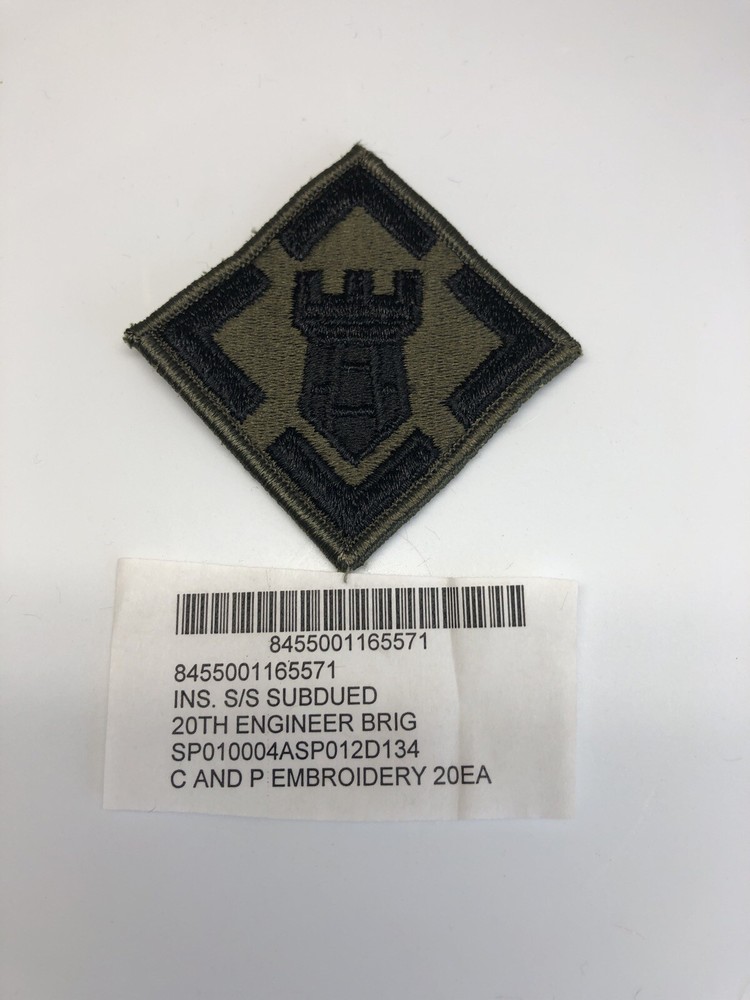 8455001165571
8455001165571
INS. S/S SUBDUED
20TH ENGINEER BRIG
SP010004ASP012D134
C AND P EMBROIDERY 20EA